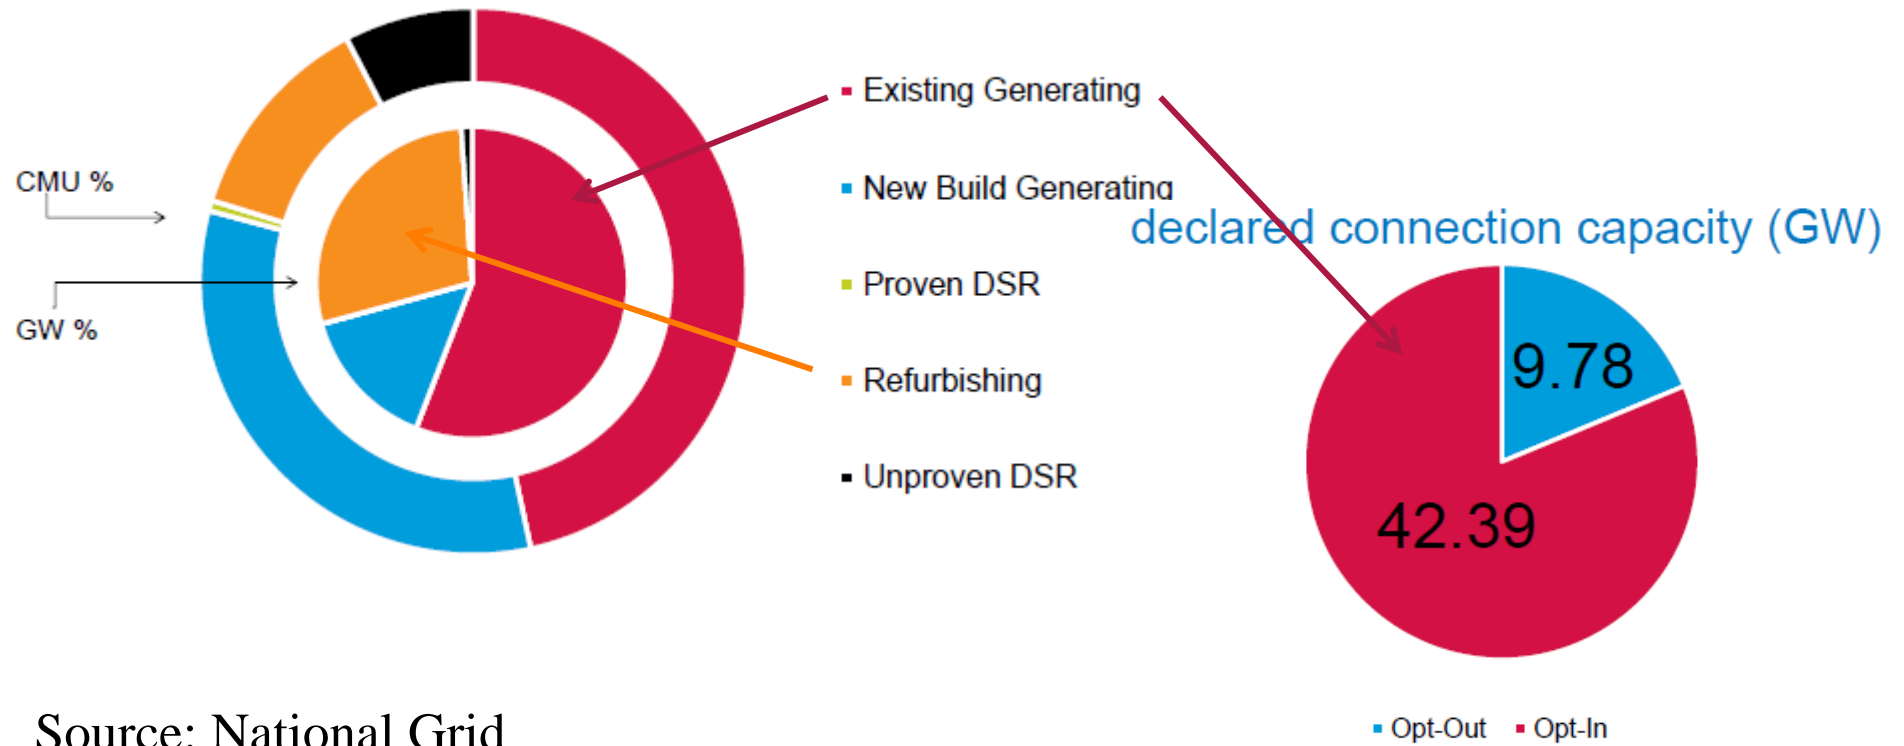 CMU %
GW %
Existing Generating
New Build Generating
Proven DSR
Refurbishing
Unproven DSR
declared connection capacity (GW)
9.78
42.39
Opt-Out Opt-In
Source: National Grid